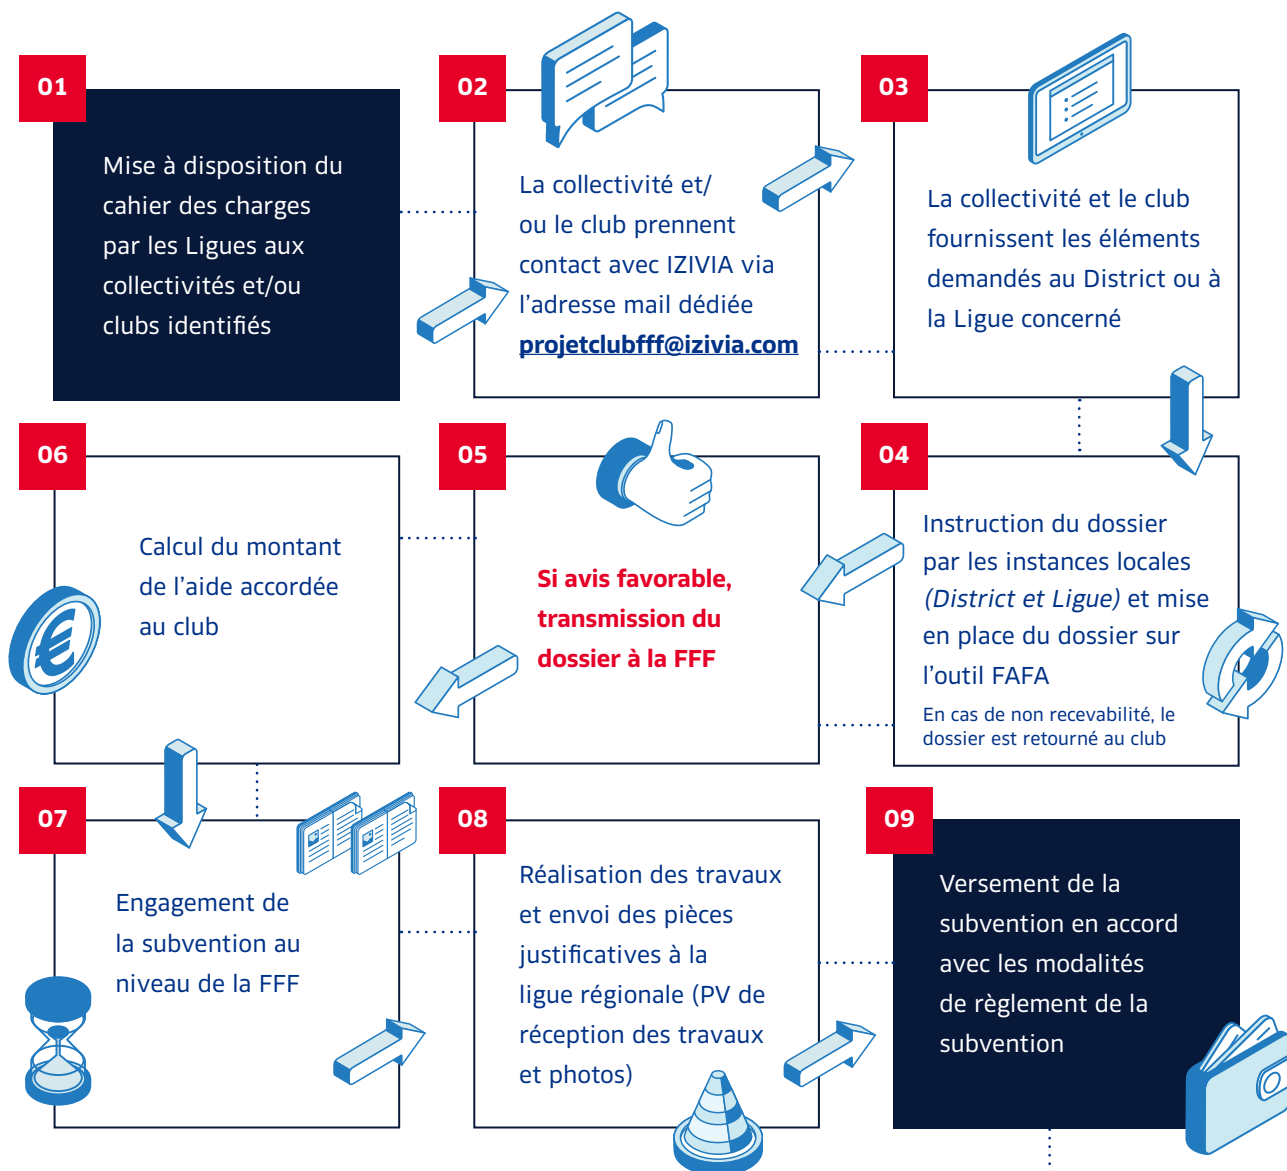 01
Mise à disposition du
cahier des charges
par les Ligues aux
collectivités et/ou
clubs identifiés
02
La collectivité et/
ou le club prennent
contact avec IZIVIA via
l’adresse mail dédiée
projetclubfff@izivia.com
03
La collectivité et le club
fournissent les éléments
demandés au District ou à
la Ligue concerné
04
Instruction du dossier
par les instances locales
(District et Ligue) et mise
en place du dossier sur
l’outil FAFA
En cas de non recevabilité, le
dossier est retourné au club
05
Si avis favorable,
transmission du
dossier à la FFF
06
Calcul du montant
de l’aide accordée
au club
07
Engagement de
la subvention au
niveau de la FFF
08
Réalisation des travaux
et envoi des pièces
justificatives à la
ligue régionale (PV de
réception des travaux
et photos)
09
Versement de la
subvention en accord
avec les modalités
de règlement de la
subvention